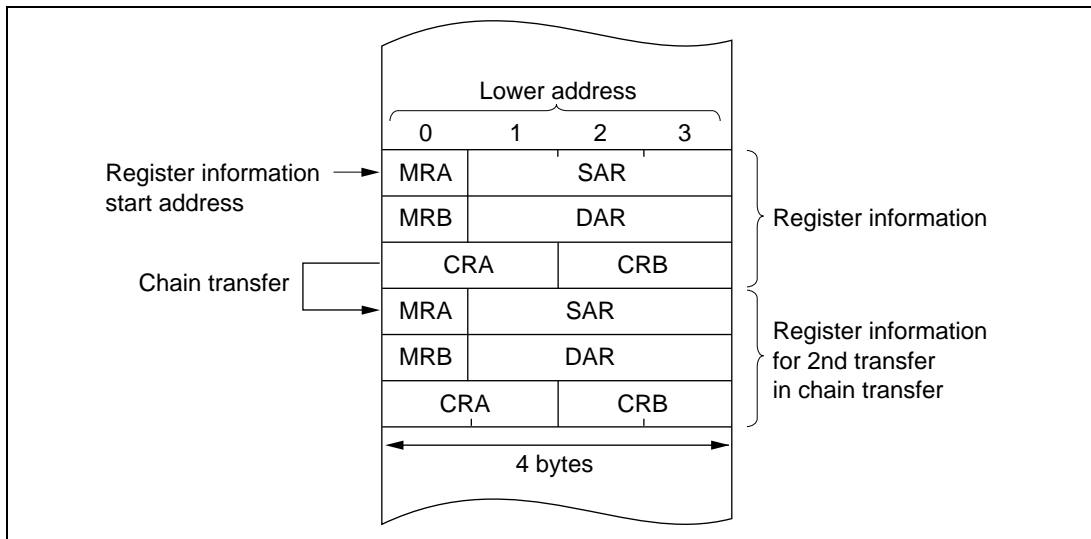 Lower address
0 1 2 3
Register information
start address
MRA SAR
MRB DAR
Register information
CRA CRB
Chain transfer
MRA SAR
MRB DAR
Register information
for 2nd transfer
in chain transfer
CRA CRB
4 bytes